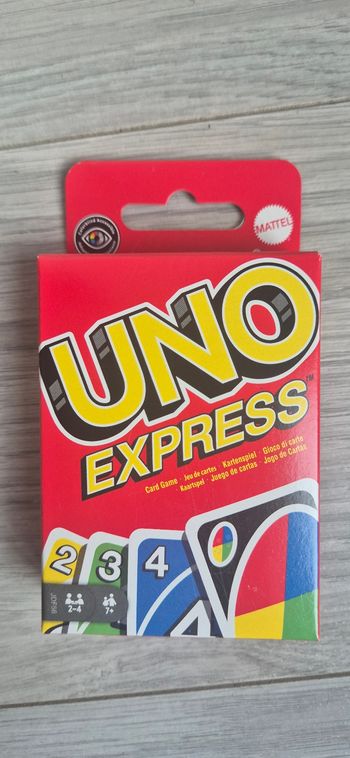 MATTEL
UNO
EXPRESS™
Card Game · Jeu de cartes · Kartenspiel · Gioco di carte
Kaartspel · Juego de cartas · Jogo de Cartas
2
3
4
2-4
7+